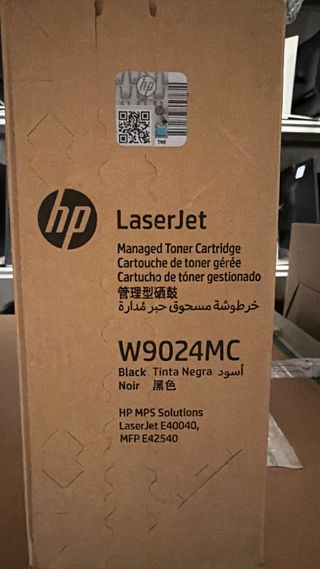 hp
hp
LaserJet
Managed Toner Cartridge
Cartouche de toner gérée
Cartucho de tóner gestionado
管理型硒鼓
خرطوشة مسحوق حبر مُدارة
W9024MC
Black Tinta Negra أسود
Noir 黑色
HP MPS Solutions
LaserJet E40040,
MFP E42540